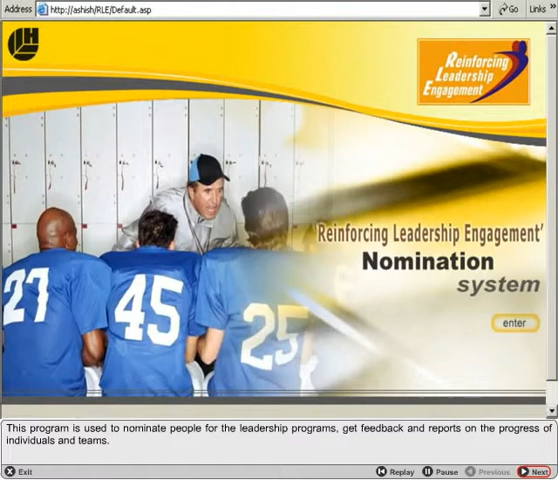 Address http://ashish/RLE/Default.asp Go Links »
LH
Reinforcing
Leadership
Engagement
'Reinforcing Leadership Engagement'
Nomination
system
enter
27 45 25
This program is used to nominate people for the leadership programs, get feedback and reports on the progress of
individuals and teams.
Exit Replay Pause Previous Next